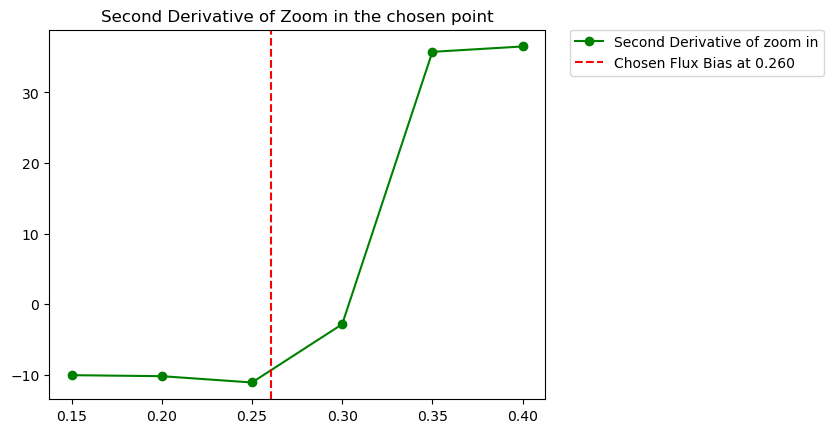 Second Derivative of Zoom in the chosen point
Second Derivative of zoom in
Chosen Flux Bias at 0.260
30
20
10
0
−10
0.15 0.20 0.25 0.30 0.35 0.40